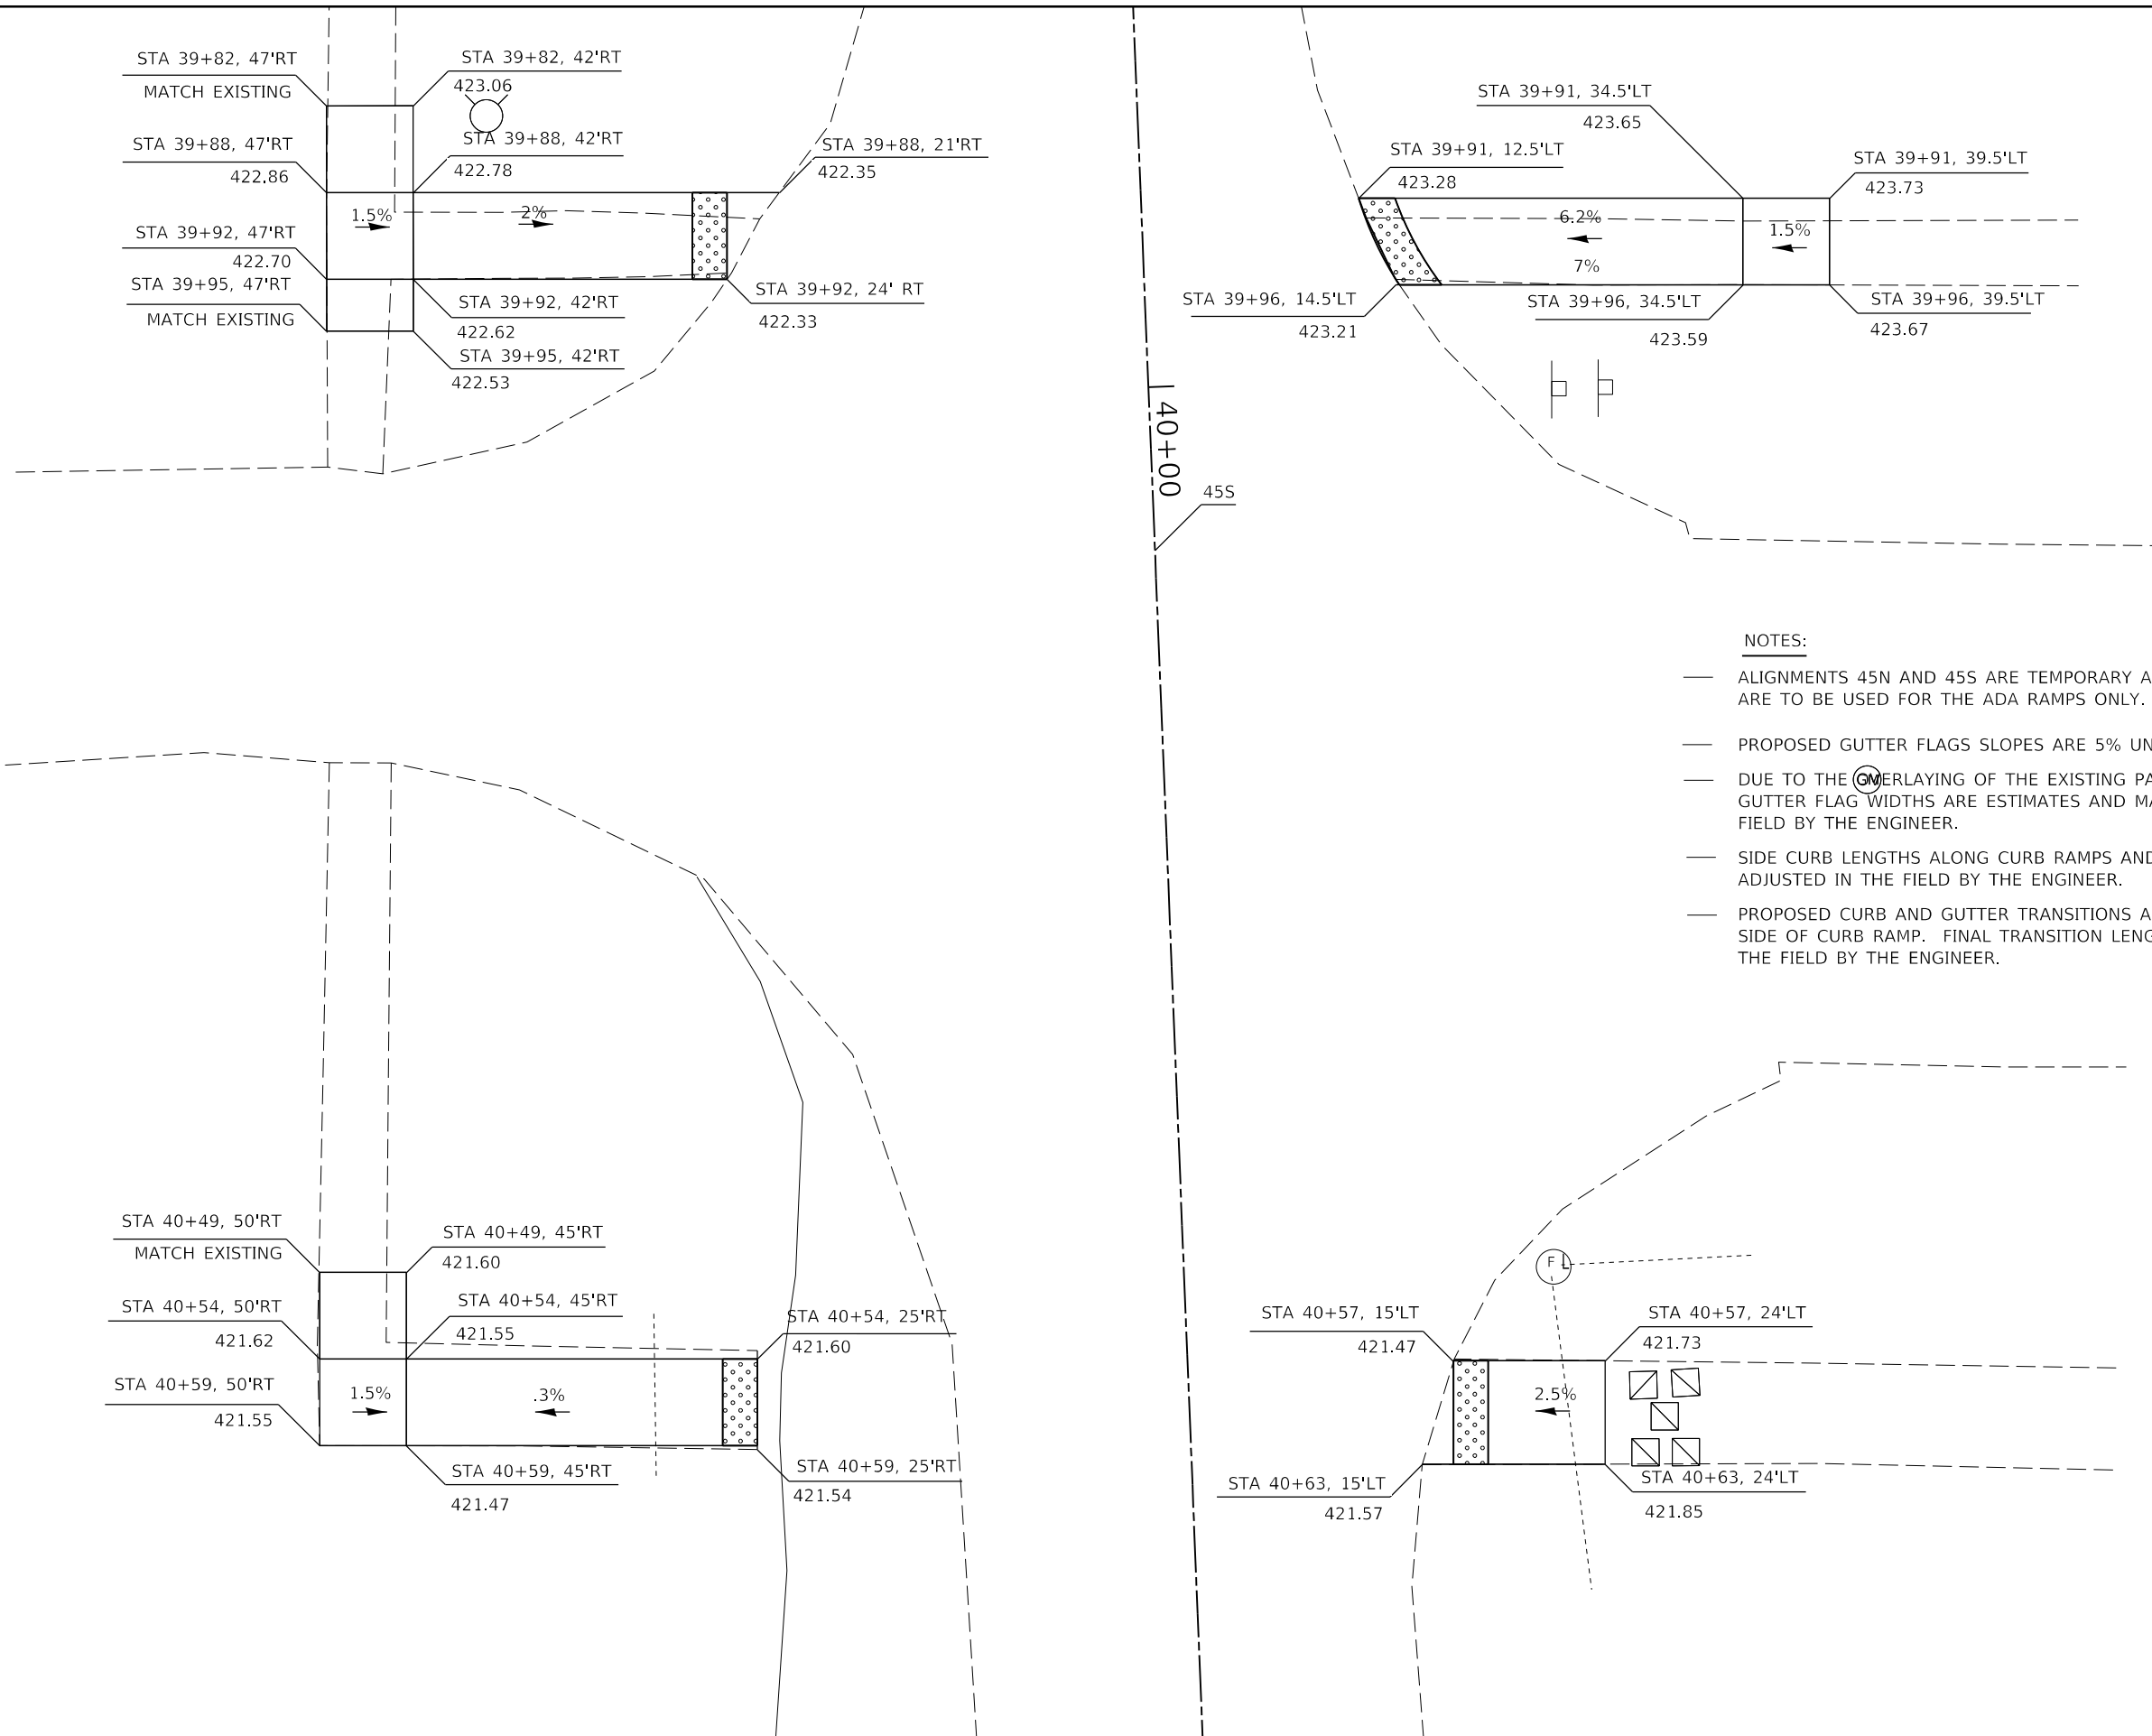 STA 39+82, 47'RT
MATCH EXISTING
STA 39+82, 42'RT
423.06
STA 39+88, 47'RT
422.86
STA 39+88, 42'RT
422.78
STA 39+88, 21'RT
422.35
1.5%
2%
STA 39+92, 47'RT
422.70
STA 39+95, 47'RT
MATCH EXISTING
STA 39+92, 42'RT
422.62
STA 39+95, 42'RT
422.53
STA 39+92, 24' RT
422.33
STA 39+91, 34.5'LT
423.65
STA 39+91, 12.5'LT
423.28
STA 39+91, 39.5'LT
423.73
6.2%
7%
1.5%
STA 39+96, 14.5'LT
423.21
STA 39+96, 34.5'LT
423.59
STA 39+96, 39.5'LT
423.67
40+00
45S
NOTES:
ALIGNMENTS 45N AND 45S ARE TEMPORARY A
ARE TO BE USED FOR THE ADA RAMPS ONLY.
PROPOSED GUTTER FLAGS SLOPES ARE 5% UN
DUE TO THE OVERLAYING OF THE EXISTING PA
GUTTER FLAG WIDTHS ARE ESTIMATES AND MA
FIELD BY THE ENGINEER.
SIDE CURB LENGTHS ALONG CURB RAMPS AND
ADJUSTED IN THE FIELD BY THE ENGINEER.
PROPOSED CURB AND GUTTER TRANSITIONS A
SIDE OF CURB RAMP. FINAL TRANSITION LENG
THE FIELD BY THE ENGINEER.
STA 40+49, 50'RT
MATCH EXISTING
STA 40+49, 45'RT
421.60
STA 40+54, 50'RT
421.62
STA 40+54, 45'RT
421.55
STA 40+54, 25'RT
421.60
STA 40+59, 50'RT
421.55
1.5%
.3%
STA 40+59, 45'RT
421.47
STA 40+59, 25'RT
421.54
F L
STA 40+57, 15'LT
421.47
STA 40+57, 24'LT
421.73
2.5%
STA 40+63, 15'LT
421.57
STA 40+63, 24'LT
421.85